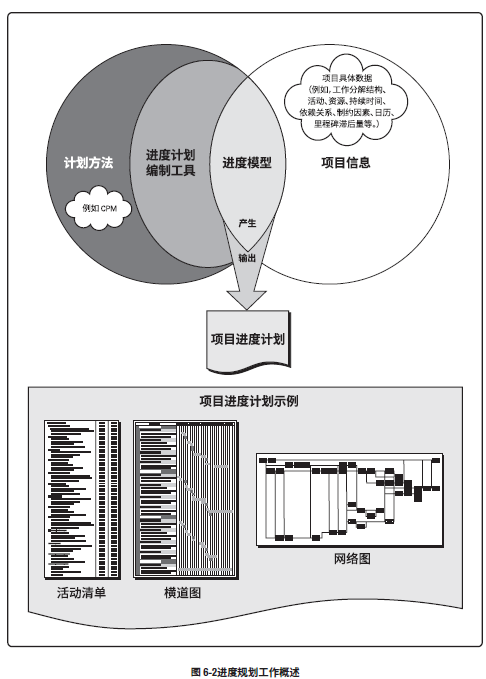 项目具体数据
（例如，工作分解结构、
活动、资源、持续时间、
依赖关系、制约因素、日历、
里程碑滞后量等。）
计划方法
进度计划
编制工具
进度模型
项目信息
例如 CPM
产生
输出
项目进度计划
项目进度计划示例
活动清单
横道图
网络图
图 6-2进度规划工作概述